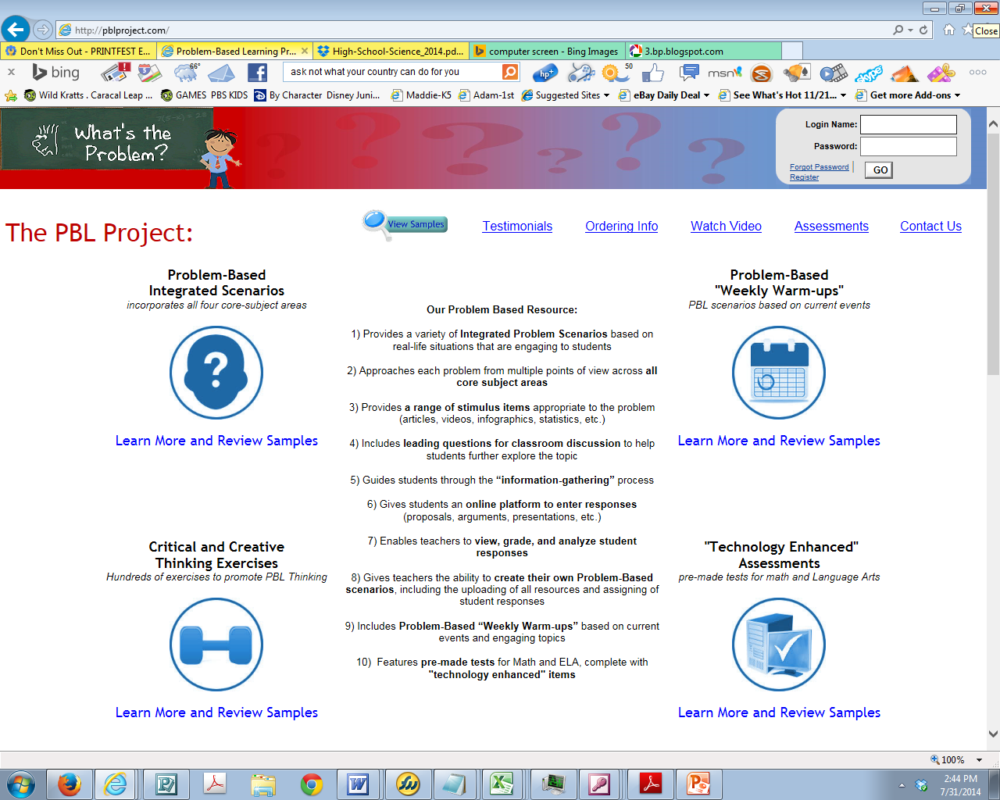 Close
http://pblproject.com/
Don't Miss Out - PRINTFEST E...
Problem-Based Learning Pr...
High-School-Science_2014.pd...
computer screen - Bing Images
3.bp.blogspot.com
bing
66°
ask not what your country can do for you
hp+
50
msn
skype
Wild Kratts . Caracal Leap ...
GAMES PBS KIDS
By Character Disney Juni...
Maddie-K5
Adam-1st
Suggested Sites
eBay Daily Deal
See What's Hot 11/21...
Get more Add-ons
What's the
Problem?
Login Name:
Password:
Forgot Password
Register
GO
The PBL Project:
View Samples
Testimonials
Ordering Info
Watch Video
Assessments
Contact Us
Problem-Based
Integrated Scenarios
incorporates all four core-subject areas
Learn More and Review Samples
Critical and Creative
Thinking Exercises
Hundreds of exercises to promote PBL Thinking
Learn More and Review Samples
Our Problem Based Resource:
1) Provides a variety of Integrated Problem Scenarios based on
real-life situations that are engaging to students
2) Approaches each problem from multiple points of view across all
core subject areas
3) Provides a range of stimulus items appropriate to the problem
(articles, videos, infographics, statistics, etc.)
4) Includes leading questions for classroom discussion to help
students further explore the topic
5) Guides students through the “information-gathering” process
6) Gives students an online platform to enter responses
(proposals, arguments, presentations, etc.)
7) Enables teachers to view, grade, and analyze student
responses
8) Gives teachers the ability to create their own Problem-Based
scenarios, including the uploading of all resources and assigning of
student responses
9) Includes Problem-Based “Weekly Warm-ups” based on current
events and engaging topics
10) Features pre-made tests for Math and ELA, complete with
"technology enhanced" items
Problem-Based
"Weekly Warm-ups"
PBL scenarios based on current events
Learn More and Review Samples
"Technology Enhanced"
Assessments
pre-made tests for math and Language Arts
Learn More and Review Samples
100%
2:44 PM
7/31/2014